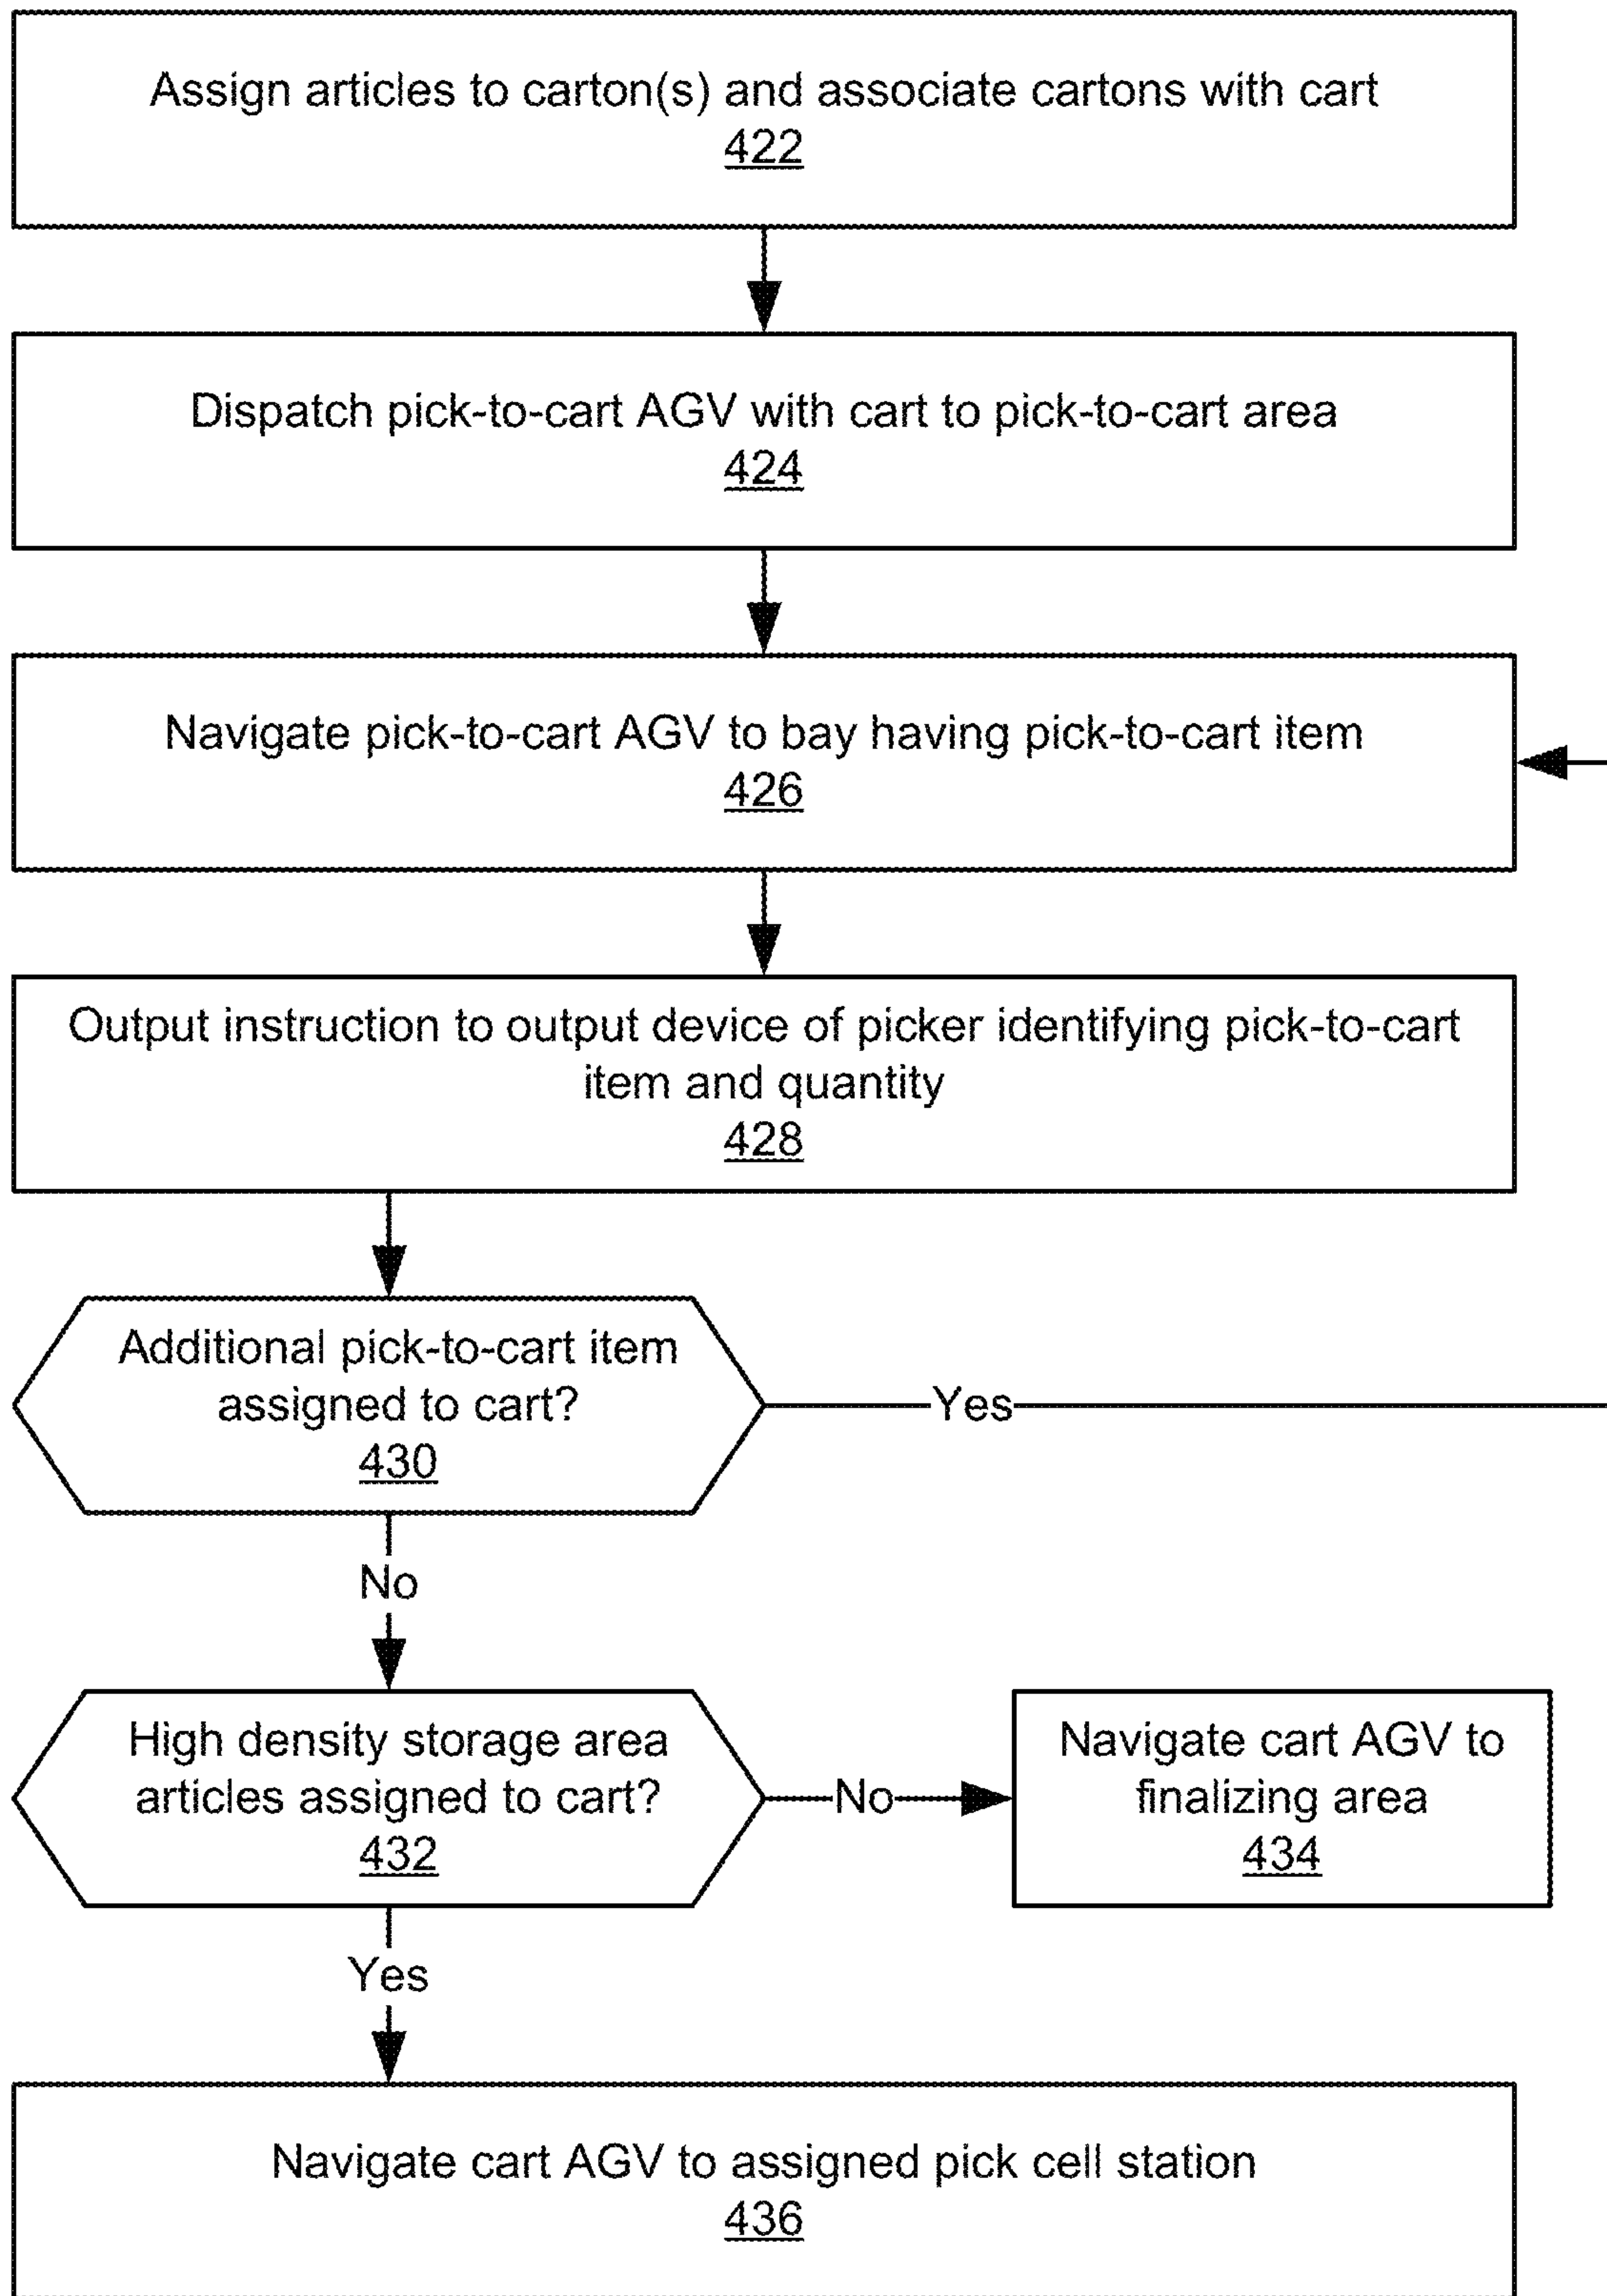 Assign articles to carton(s) and associate cartons with cart
422
Dispatch pick-to-cart AGV with cart to pick-to-cart area
424
Navigate pick-to-cart AGV to bay having pick-to-cart item
426
Output instruction to output device of picker identifying pick-to-cart
item and quantity
428
Additional pick-to-cart item
assigned to cart?
430
Yes
No
High density storage area
articles assigned to cart?
432
No
Navigate cart AGV to
finalizing area
434
Yes
Navigate cart AGV to assigned pick cell station
436